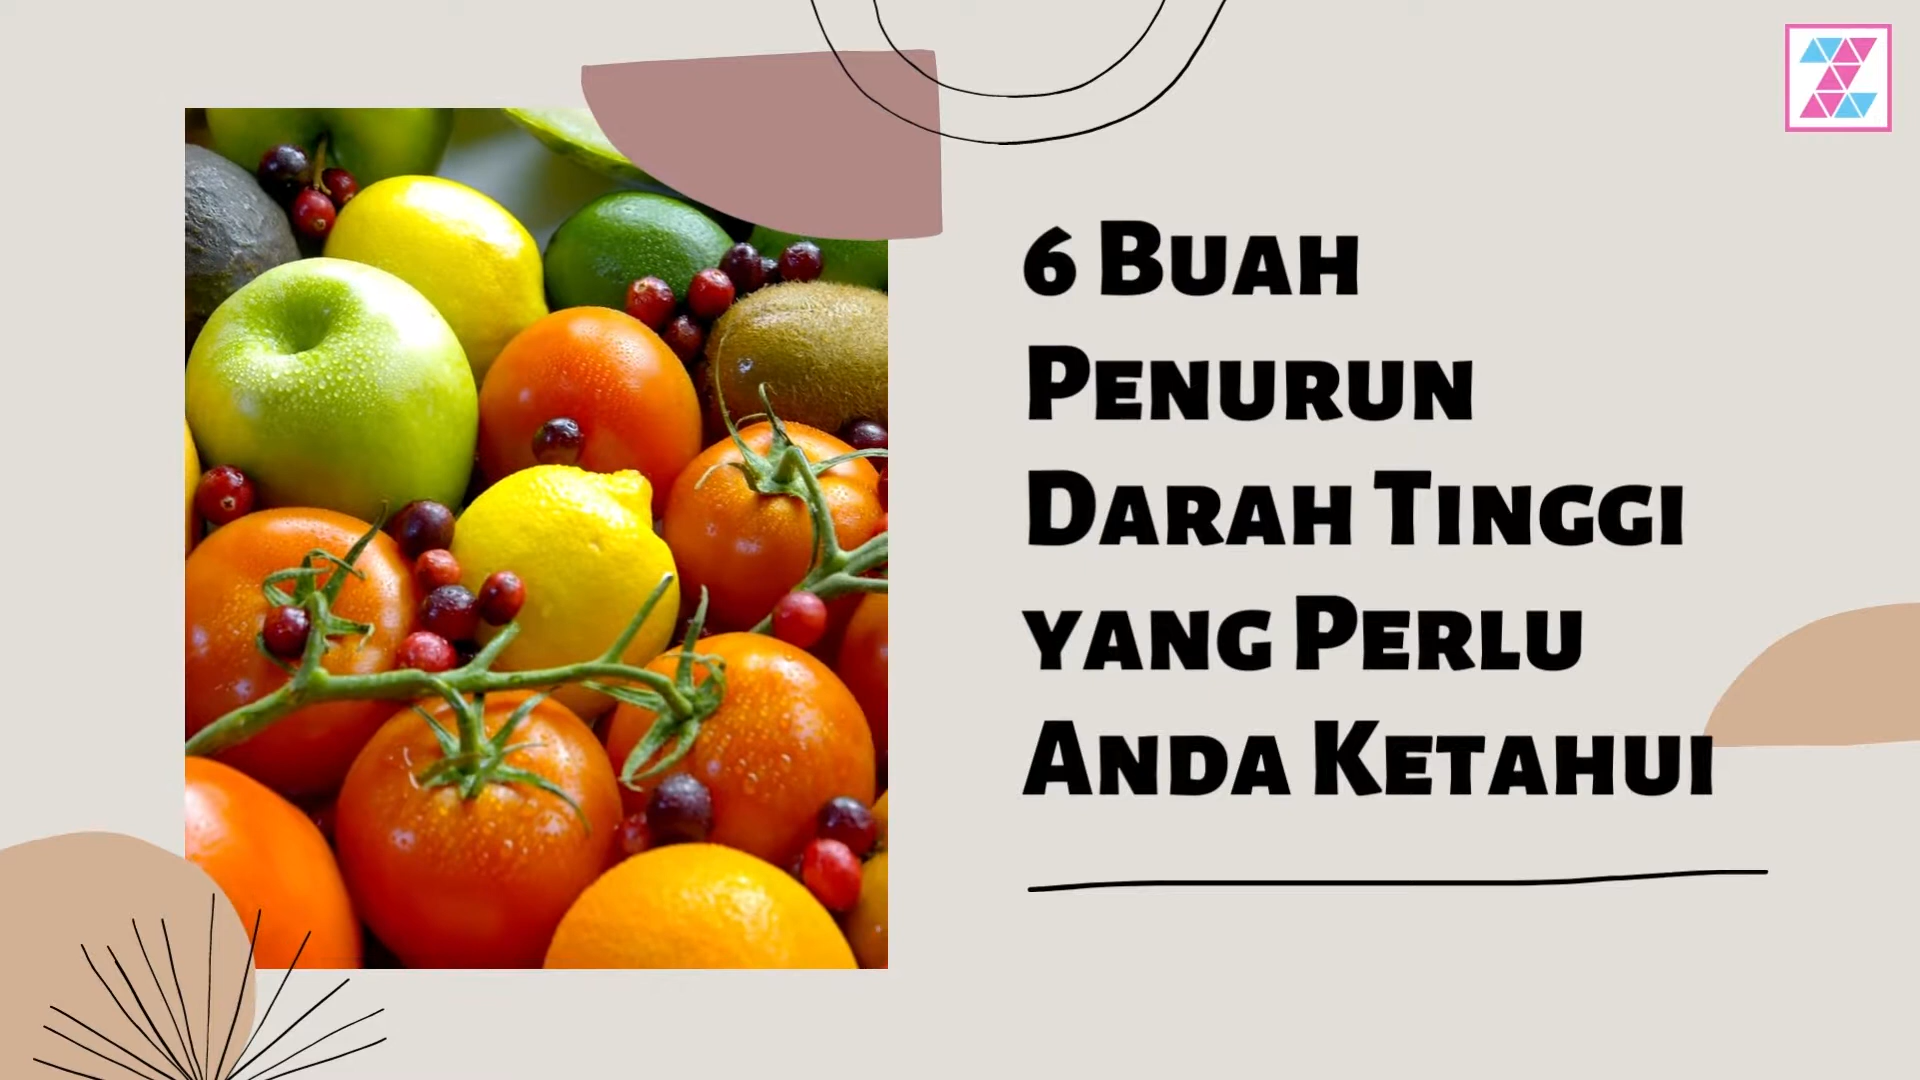 6 Buah
Penurun
Darah Tinggi
yang Perlu
Anda Ketahui